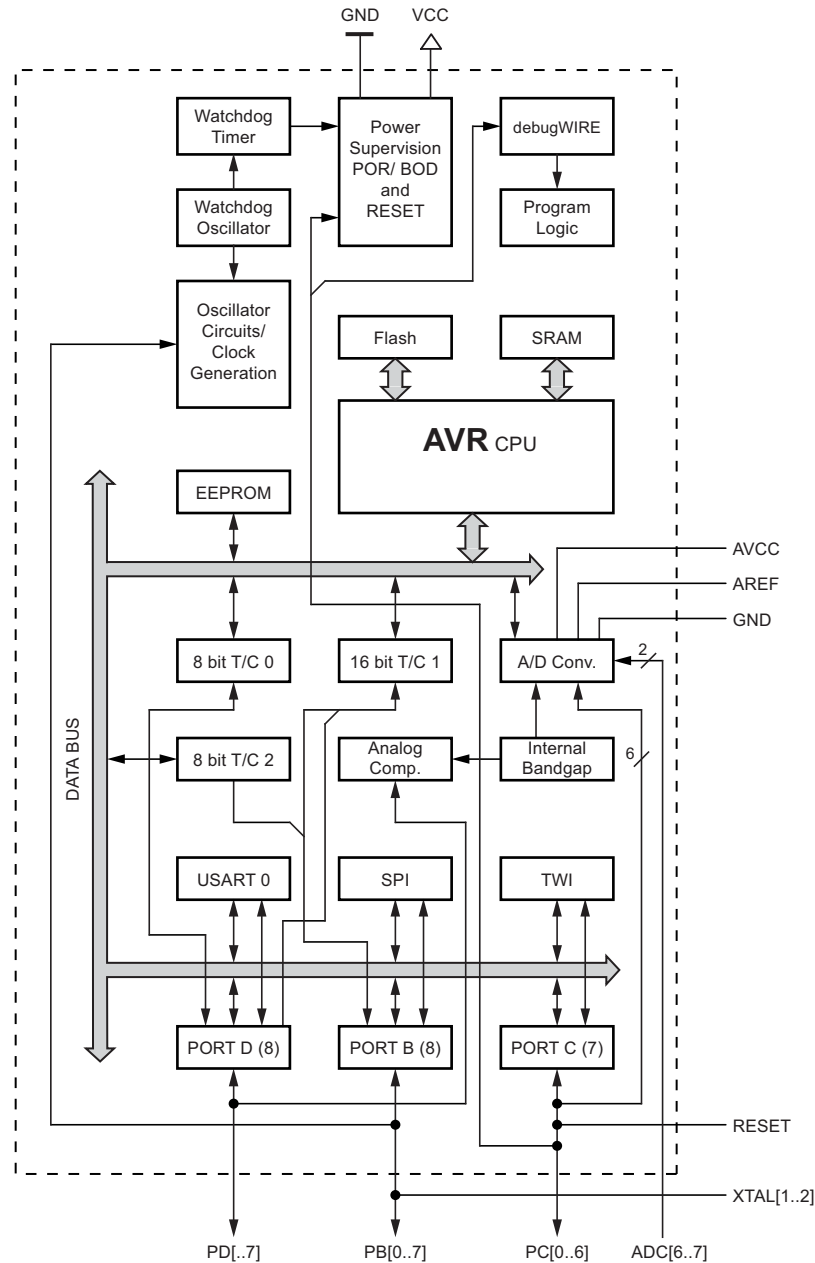 GND VCC
Watchdog
Timer
Power
Supervision
POR/ BOD
and
RESET
debugWIRE
Watchdog
Oscillator
Program
Logic
Oscillator
Circuits/
Clock
Generation
Flash
SRAM
AVR CPU
EEPROM
AVCC
AREF
GND
8 bit T/C 0
16 bit T/C 1
A/D Conv.
2
DATA BUS
8 bit T/C 2
Analog
Comp.
Internal
Bandgap
6
USART 0
SPI
TWI
PORT D (8)
PORT B (8)
PORT C (7)
RESET
XTAL[1..2]
PD[..7]
PB[0..7]
PC[0..6]
ADC[6..7]